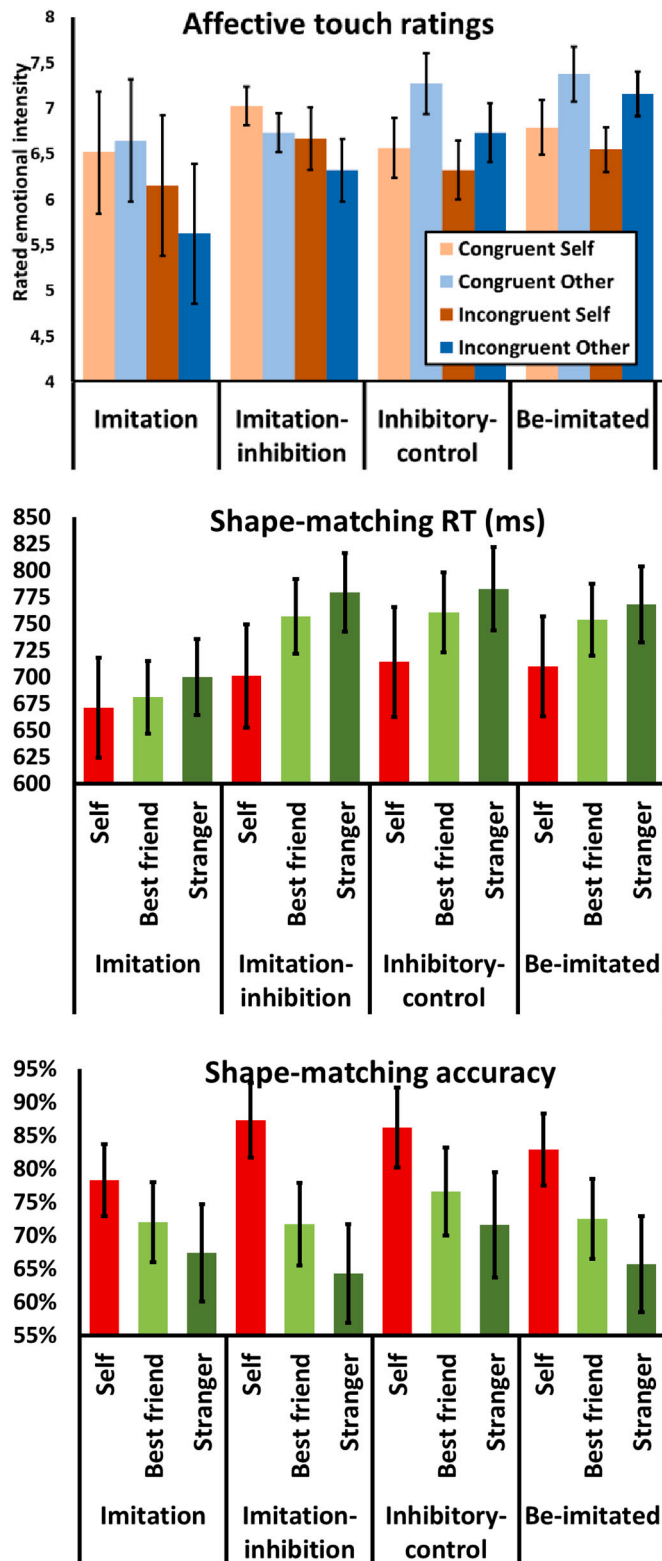 Affective touch ratings
Rated emotional intensity
8
7,5
7
6,5
6
5,5
5
4,5
4
Congruent Self
Congruent Other
Incongruent Self
Incongruent Other
Imitation
Imitation-
inhibition
Inhibitory-
control
Be-imitated
Shape-matching RT (ms)
850
825
800
775
750
725
700
675
650
625
600
Self
Best friend
Stranger
Self
Best friend
Stranger
Self
Best friend
Stranger
Self
Best friend
Stranger
Imitation
Imitation-
inhibition
Inhibitory-
control
Be-imitated
Shape-matching accuracy
95%
90%
85%
80%
75%
70%
65%
60%
55%
Self
Best friend
Stranger
Self
Best friend
Stranger
Self
Best friend
Stranger
Self
Best friend
Stranger
Imitation
Imitation-
inhibition
Inhibitory-
control
Be-imitated